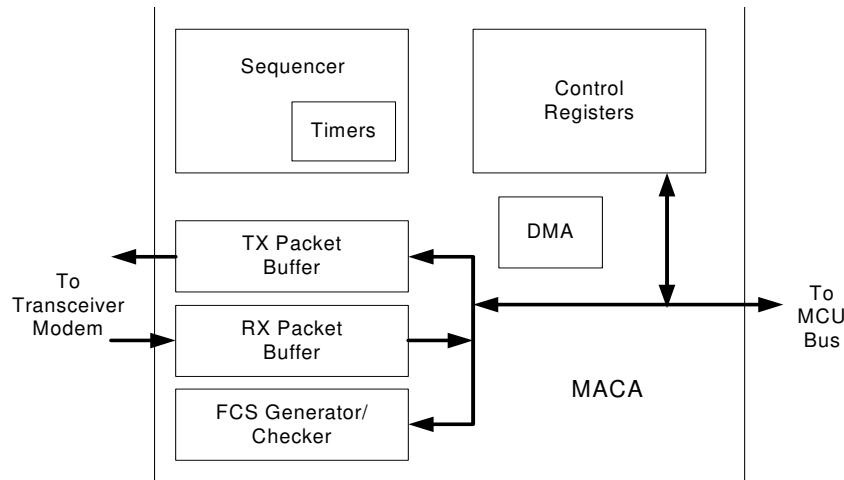 Sequencer
Timers
Control
Registers
DMA
TX Packet
Buffer
To
Transceiver
Modem
RX Packet
Buffer
To
MCU
Bus
FCS Generator/
Checker
MACA